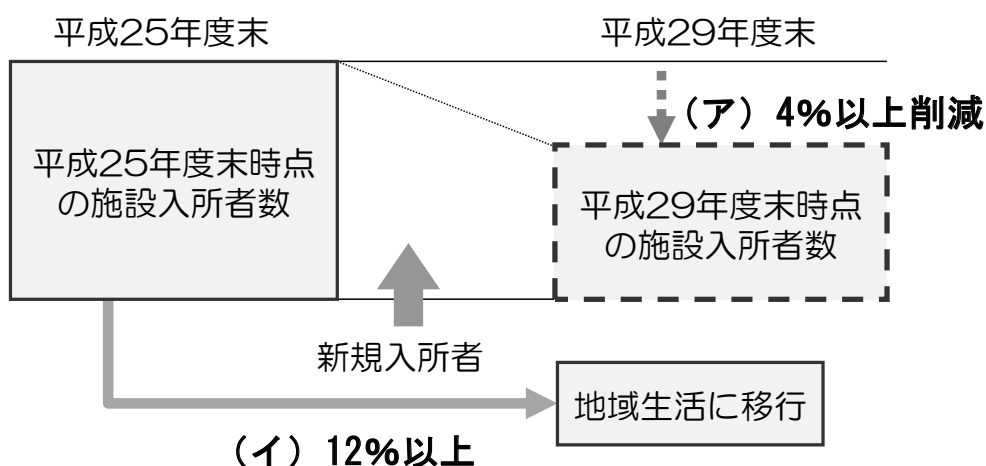 平成25年度末
平成29年度末
（ア）4%以上削減
平成25年度末時点
の施設入所者数
平成29年度末時点
の施設入所者数
新規入所者
地域生活に移行
（イ）12%以上